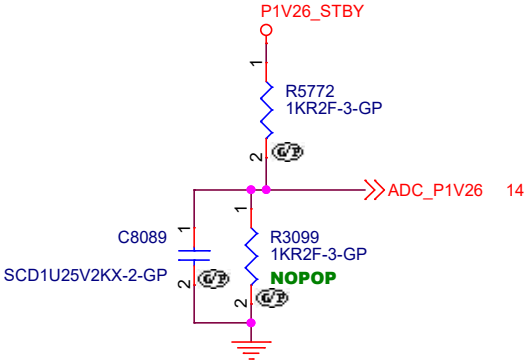 P1V26_STBY
1
R5772
1KR2F-3-GP
2
G/P
ADC_P1V26 14
1
1
C8089
R3099
1KR2F-3-GP
SCD1U25V2KX-2-GP
2
G/P
NOPOP
2
G/P